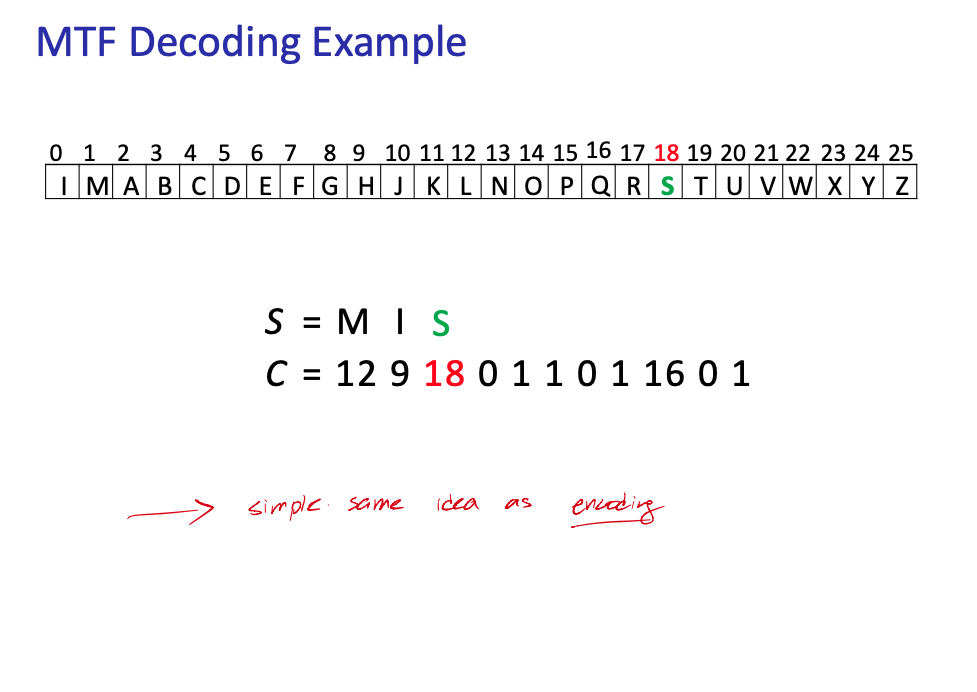 MTF Decoding Example
0 1 2 3 4 5 6 7 8 9 10 11 12 13 14 15 16 17 18 19 20 21 22 23 24 25
I M A B C D E F G H J K L N O P Q R S T U V W X Y Z
S = M I S
C = 12 9 18 0 1 1 0 1 16 0 1
simple. same idea as encoding